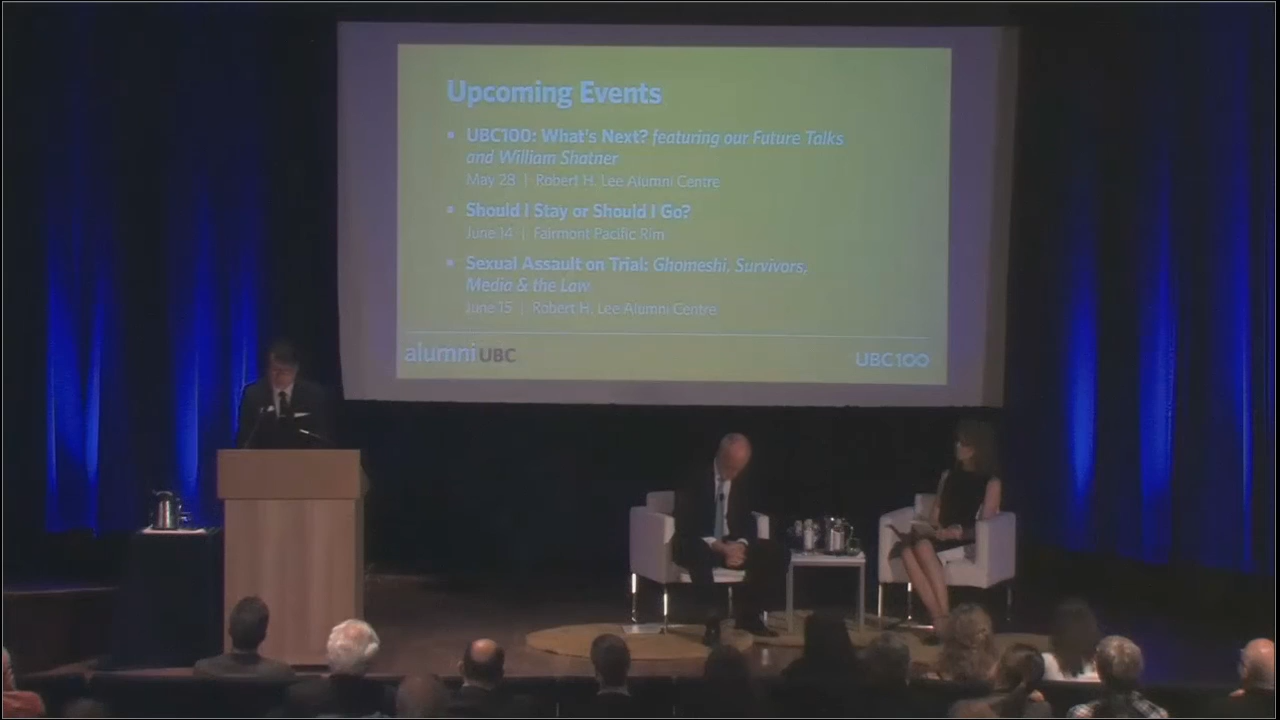 Upcoming Events
UBC100: What's Next? featuring our Future Talks
and William Shatner
May 28 | Robert H. Lee Alumni Centre
Should I Stay or Should I Go?
June 14 | Fairmont Pacific Rim
Sexual Assault on Trial: Ghomeshi, Survivors,
Media & the Law
June 15 | Robert H. Lee Alumni Centre
alumni UBC
UBC100